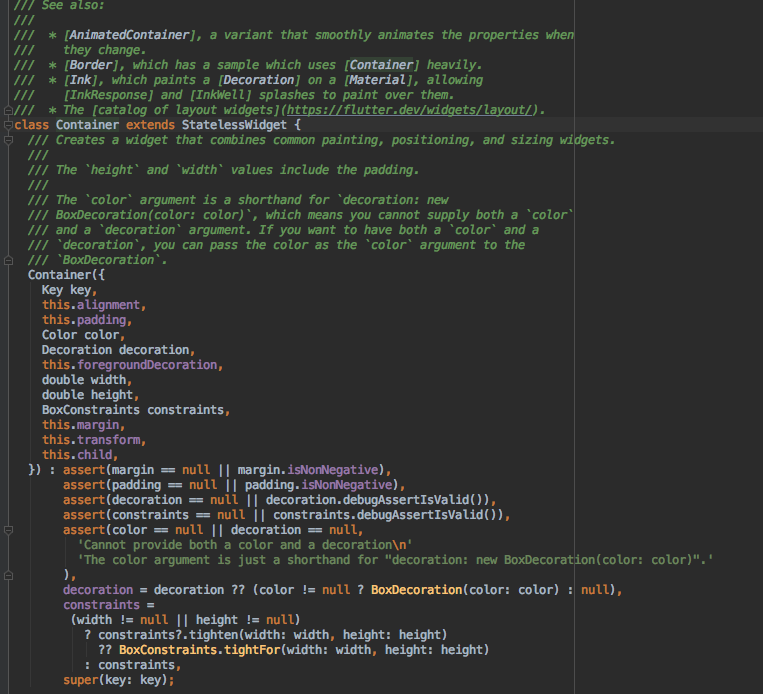 /// See also:
///
///  * [AnimatedContainer], a variant that smoothly animates the properties when
///    they change.
///  * [Border], which has a sample which uses [Container] heavily.
///  * [Ink], which paints a [Decoration] on a [Material], allowing
///    [InkResponse] and [InkWell] splashes to paint over them.
///  * The [catalog of layout widgets](https://flutter.dev/widgets/layout/).
class Container extends StatelessWidget {
  /// Creates a widget that combines common painting, positioning, and sizing widgets.
  ///
  /// The `height` and `width` values include the padding.
  ///
  /// The `color` argument is a shorthand for `decoration: new
  /// BoxDecoration(color: color)`, which means you cannot supply both a `color`
  /// and a `decoration` argument. If you want to have both a `color` and a
  /// `decoration`, you can pass the color as the `color` argument to the
  /// `BoxDecoration`.
  Container({
    Key key,
    this.alignment,
    this.padding,
    Color color,
    Decoration decoration,
    this.foregroundDecoration,
    double width,
    double height,
    BoxConstraints constraints,
    this.margin,
    this.transform,
    this.child,
  }) : assert(margin == null || margin.isNonNegative),
       assert(padding == null || padding.isNonNegative),
       assert(decoration == null || decoration.debugAssertIsValid()),
       assert(constraints == null || constraints.debugAssertIsValid()),
       assert(color == null || decoration == null,
         'Cannot provide both a color and a decoration\n'
         'The color argument is just a shorthand for "decoration: new BoxDecoration(color: color)".'
       ),
       decoration = decoration ?? (color != null ? BoxDecoration(color: color) : null),
       constraints =
        (width != null || height != null)
          ? constraints?.tighten(width: width, height: height)
            ?? BoxConstraints.tightFor(width: width, height: height)
          : constraints,
       super(key: key);